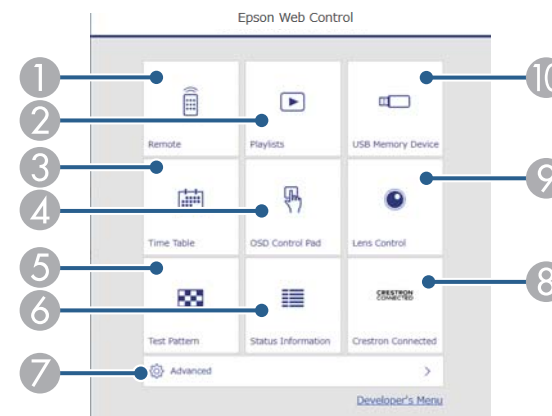 Epson Web Control
1
10
2
Remote
Playlists
USB Memory Device
3
9
4
Time Table
OSD Control Pad
Lens Control
5
CRESTRON
CONNECTED
8
6
Test Pattern
Status Information
Crestron Connected
7
Advanced
Developer's Menu